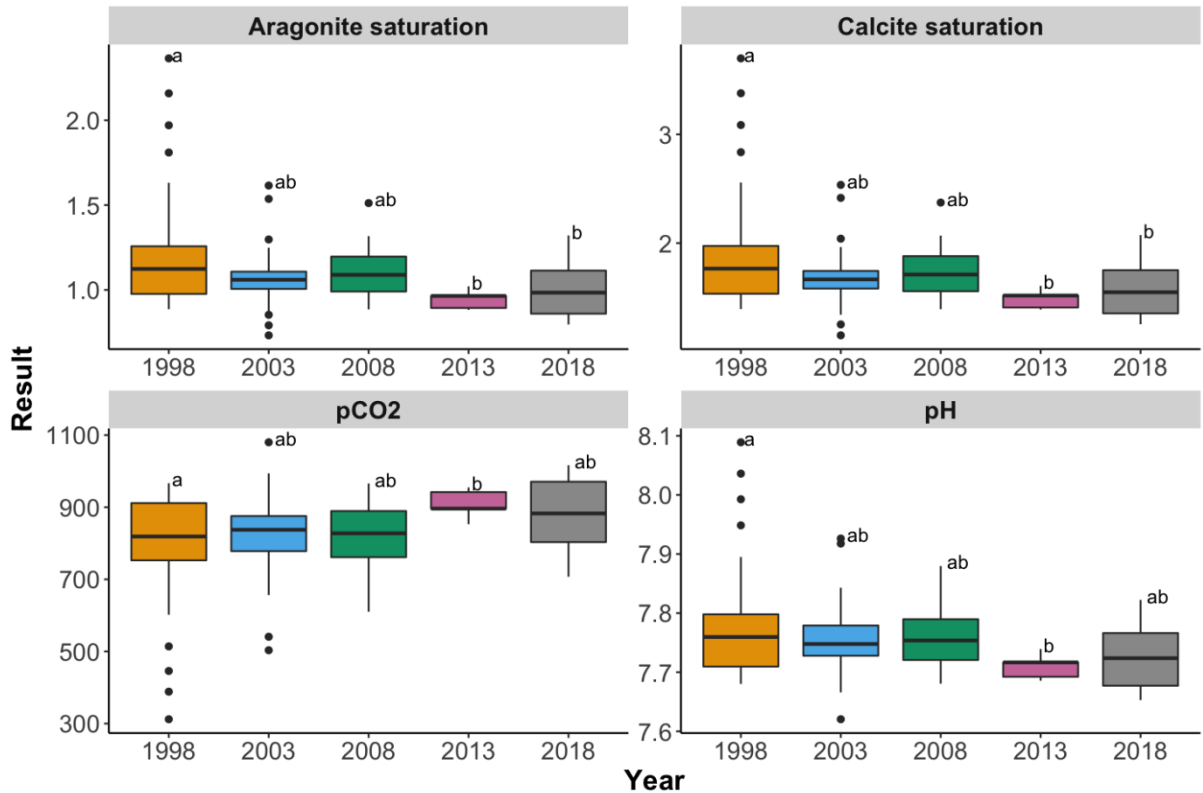 Aragonite saturation
Calcite saturation
a
ab
ab
b
b
2.0
1.5
1.0
1998 2003 2008 2013 2018
a
ab
ab
b
b
3
2
1998 2003 2008 2013 2018
Result
pCO2
pH
a
ab
ab
b
ab
1100
900
700
500
300
1998 2003 2008 2013 2018
a
ab
ab
b
ab
8.1
8.0
7.9
7.8
7.7
7.6
1998 2003 2008 2013 2018
Year